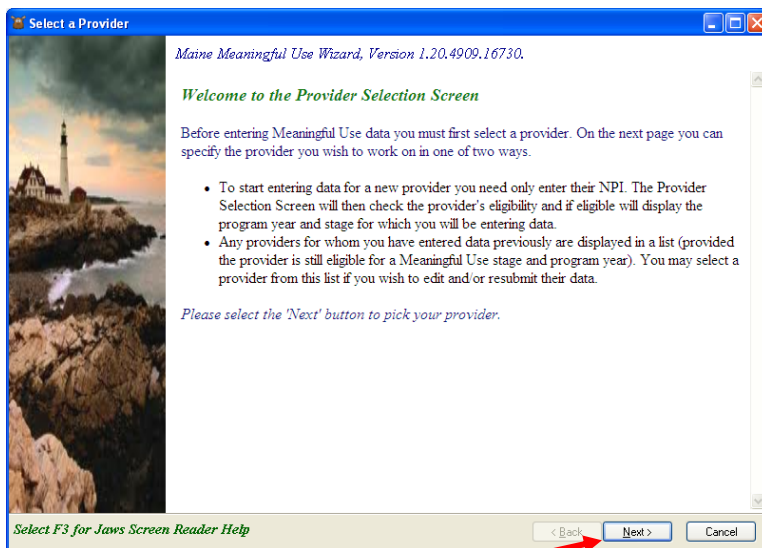 Select a Provider
Maine Meaningful Use Wizard, Version 1.20.4909.16730.
Welcome to the Provider Selection Screen
Before entering Meaningful Use data you must first select a provider. On the next page you can
specify the provider you wish to work on in one of two ways.
• To start entering data for a new provider you need only enter their NPI. The Provider
Selection Screen will then check the provider's eligibility and if eligible will display the
program year and stage for which you will be entering data.
• Any providers for whom you have entered data previously are displayed in a list (provided
the provider is still eligible for a Meaningful Use stage and program year). You may select a
provider from this list if you wish to edit and/or resubmit their data.
Please select the 'Next' button to pick your provider.
Select F3 for Jaws Screen Reader Help
< Back
Next >
Cancel